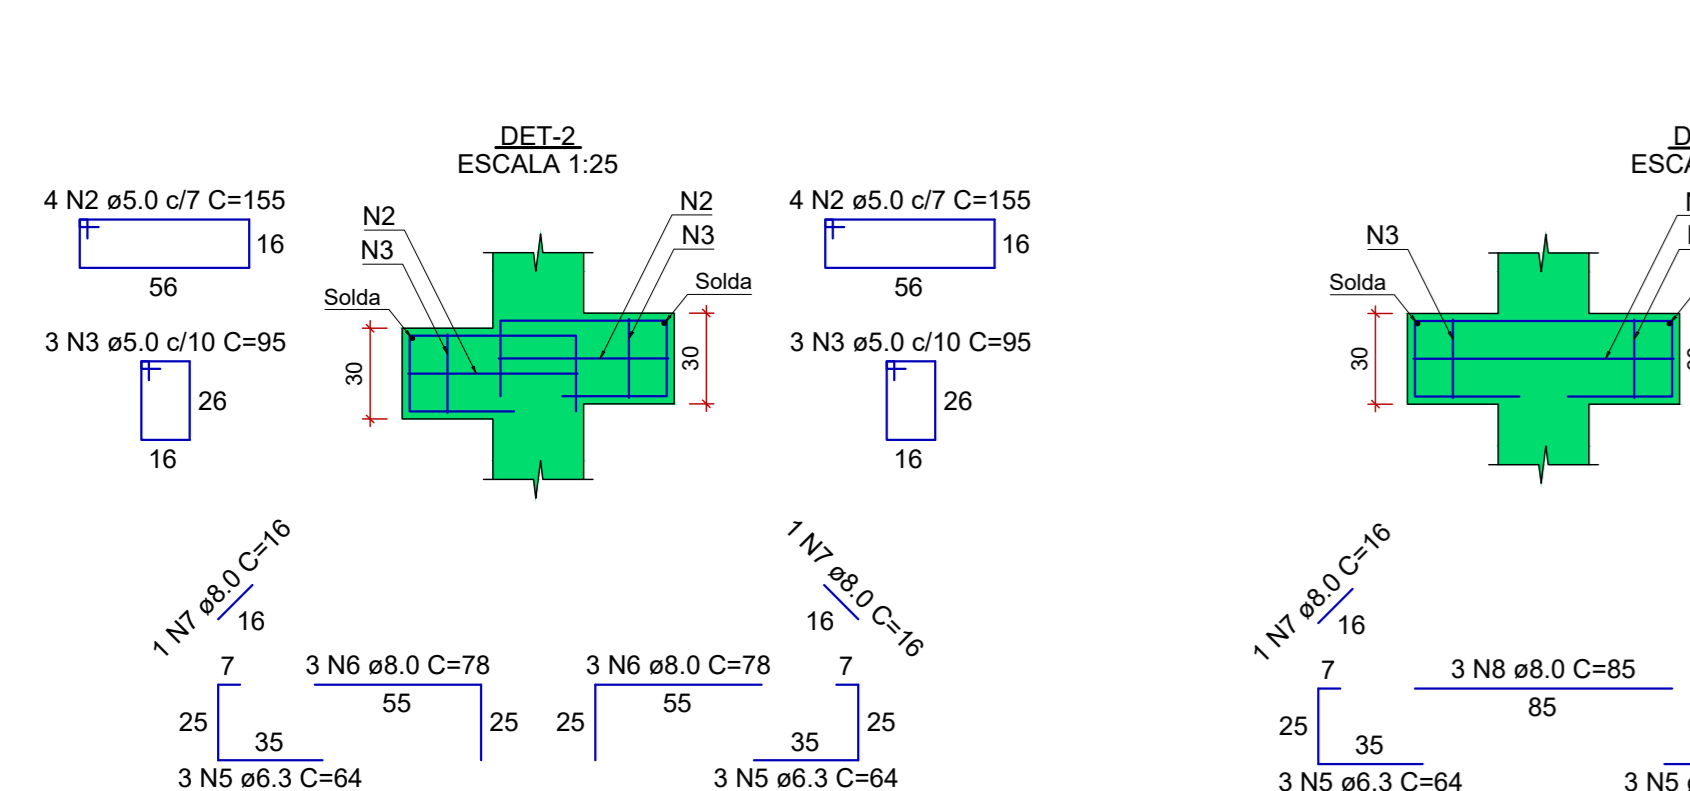 DET-2
ESCALA 1:25
4 N2 ø5.0 c/7 C=155
16
56
3 N3 ø5.0 c/10 C=95
26
16
N2
N3
Solda
30
N2
N3
Solda
30
4 N2 ø5.0 c/7 C=155
16
56
3 N3 ø5.0 c/10 C=95
26
16
1 N7 ø8.0 C=16
16
7
25
35
3 N5 ø6.3 C=64
3 N6 ø8.0 C=78
55
25
3 N6 ø8.0 C=78
55
25
1 N7 ø8.0 C=16
16
7
25
35
3 N5 ø6.3 C=64
N3
Solda
30
1 N7 ø8.0 C=16
16
7
25
35
3 N5 ø6.3 C=64
3 N8 ø8.0 C=85
85
3 N5